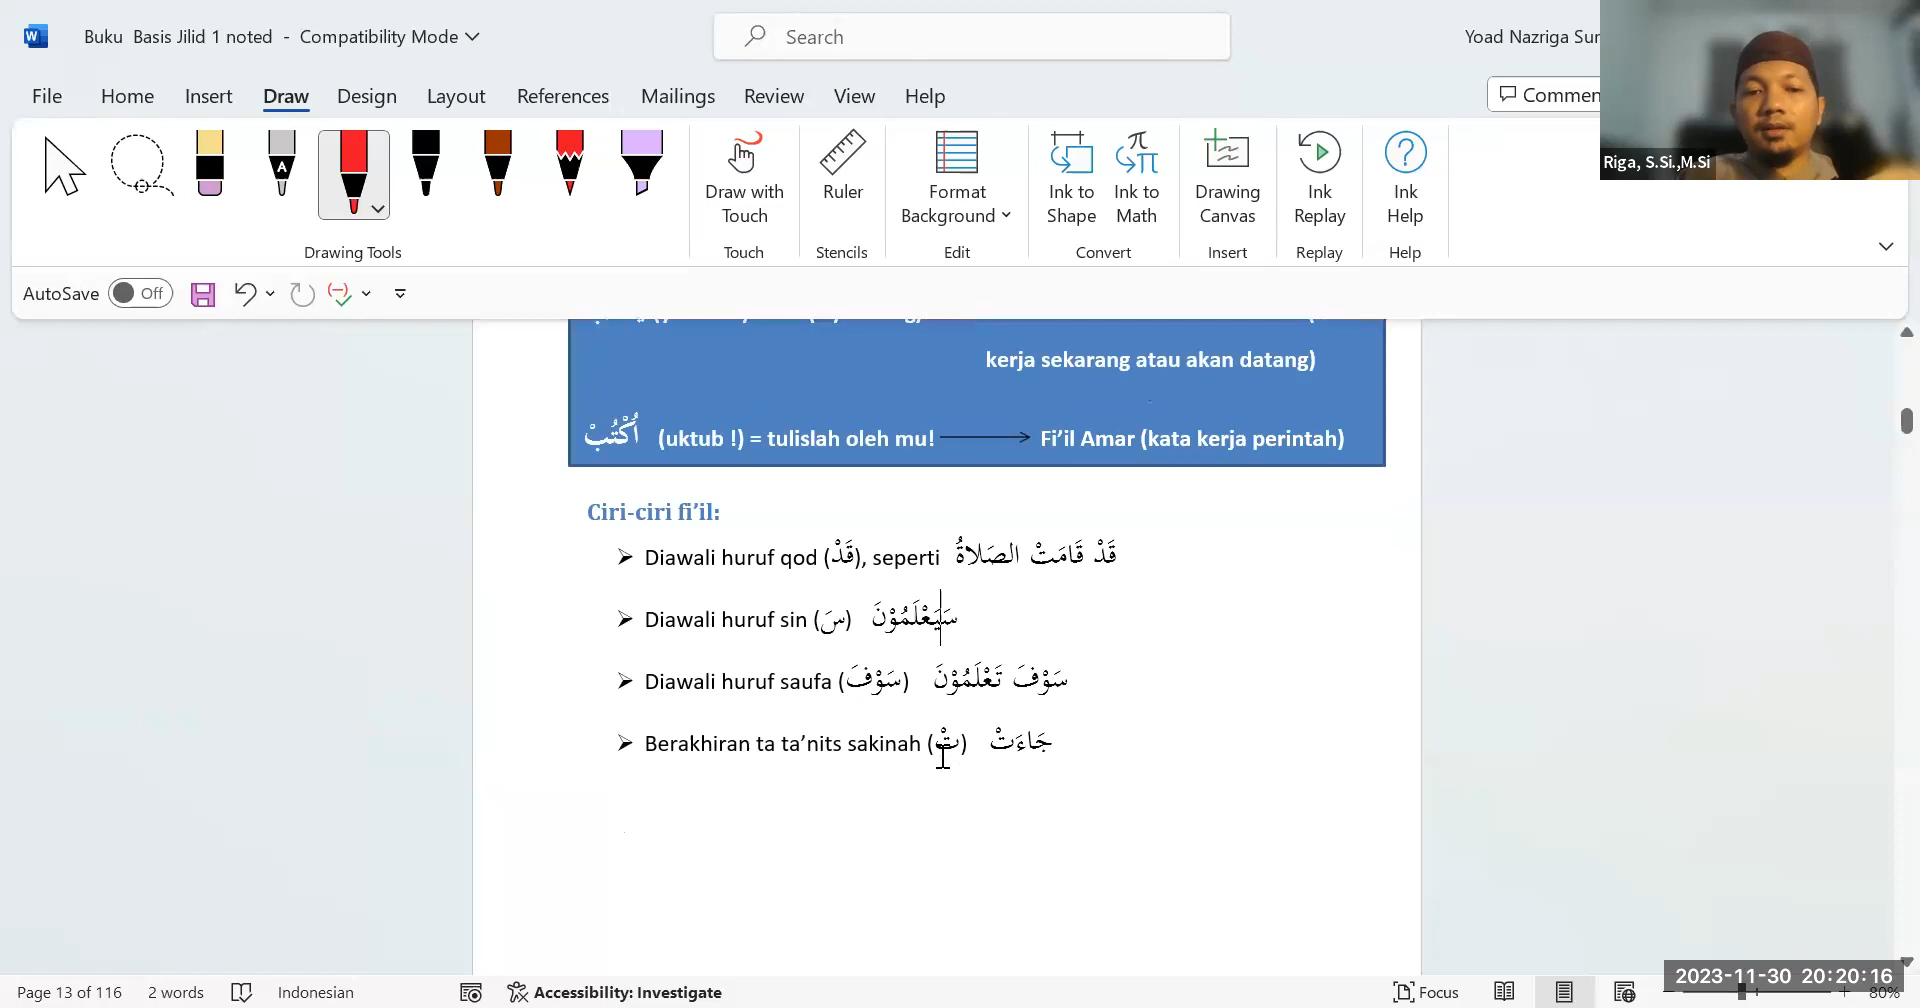 Buku Basis Jilid 1 noted - Compatibility Mode
Search
Yoad Nazriga
File Home Insert Draw Design Layout References Mailings Review View Help
Riga, S.Si.,M.Si
Draw with Touch
Ruler
Format Background
Ink to Shape
Ink to Math
Drawing Canvas
Ink Replay
Ink Help
Drawing Tools Touch Stencils Edit Convert Insert Replay Help
AutoSave Off
kerja sekarang atau akan datang)
اُكْتُبْ (uktub !) = tulislah oleh mu! Fi’il Amar (kata kerja perintah)
Ciri-ciri fi’il:
Diawali huruf qod (قَدْ), seperti قَدْ قَامَتْ الصَلاةُ
Diawali huruf sin (سَ) سَيَعْلَمُوْنَ
Diawali huruf saufa (سَوْفَ) سَوْفَ تَعْلَمُوْنَ
Berakhiran ta ta’nits sakinah (تْ) جَاءَتْ
Page 13 of 116 2 words Indonesian Accessibility: Investigate Focus 80%
2023-11-30 20:20:16